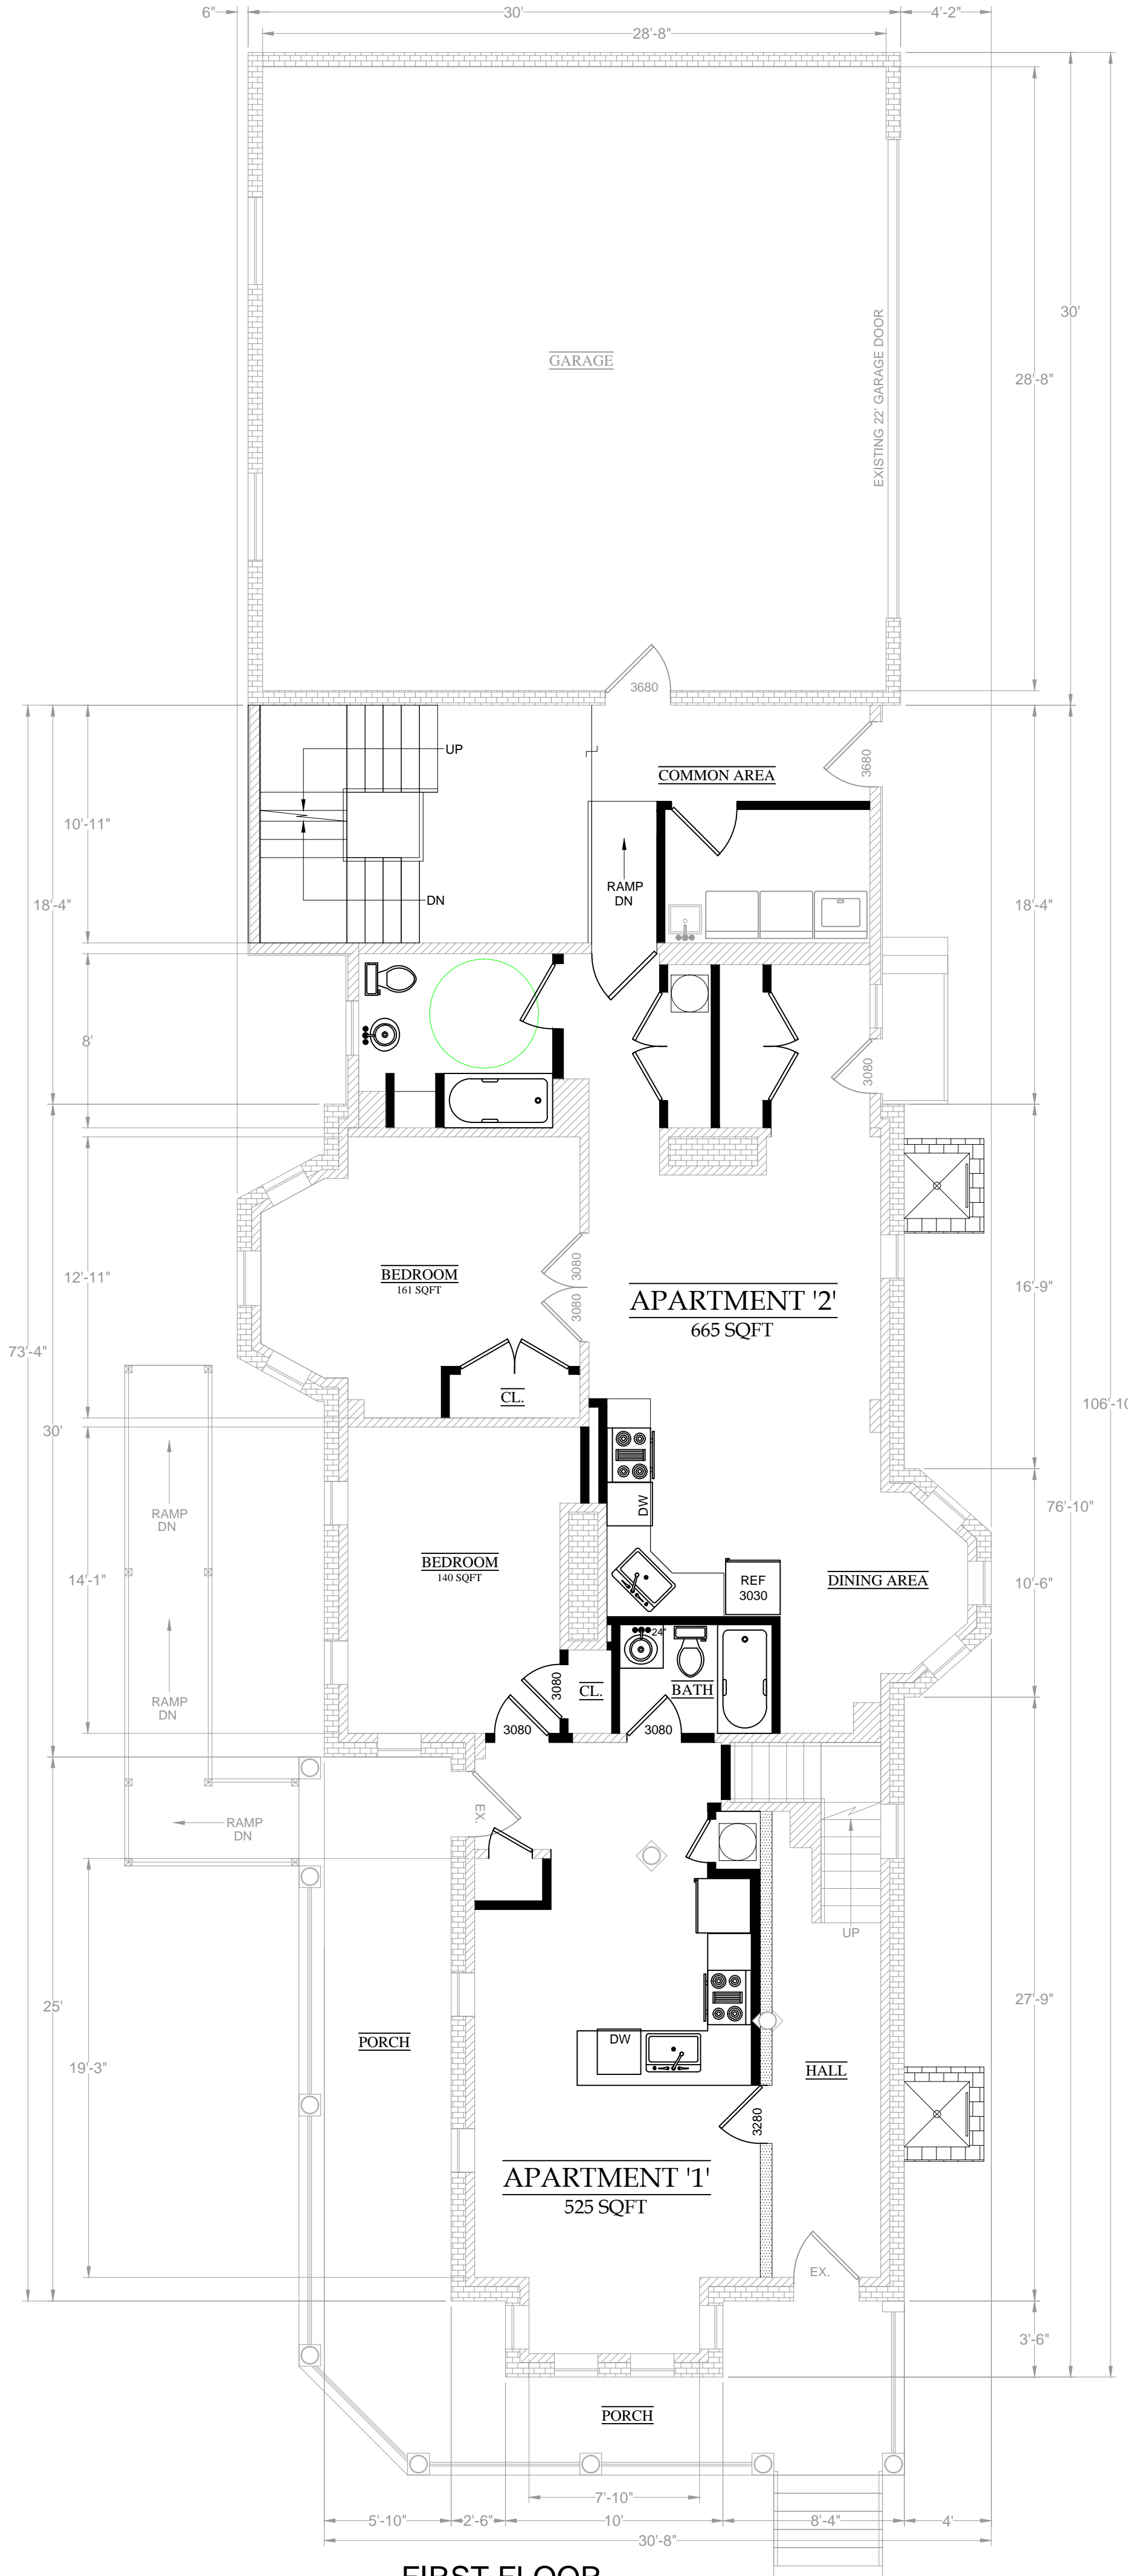 6" 30' 4'-2"
28'-8"
30'
GARAGE
EXISTING 22' GARAGE DOOR
28'-8"
3680
UP
COMMON AREA
3680
10'-11"
RAMP
DN
DN
18'-4"
18'-4"
8'
3080
12'-11"
BEDROOM
161 SQFT
3080
3080
APARTMENT '2'
665 SQFT
16'-9"
73'-4"
CL.
106'-10
30'
DW
76'-10"
RAMP
DN
BEDROOM
140 SQFT
14'-1"
REF
3030
DINING AREA
10'-6"
24"
3080
CL.
BATH
RAMP
DN
3080
3080
EX.
RAMP
DN
UP
25'
27'-9"
PORCH
DW
19'-3"
HALL
3280
APARTMENT '1'
525 SQFT
EX.
3'-6"
PORCH
7'-10"
5'-10" 2'-6" 10' 8'-4" 4'
30'-8"
FIRST FLOOR